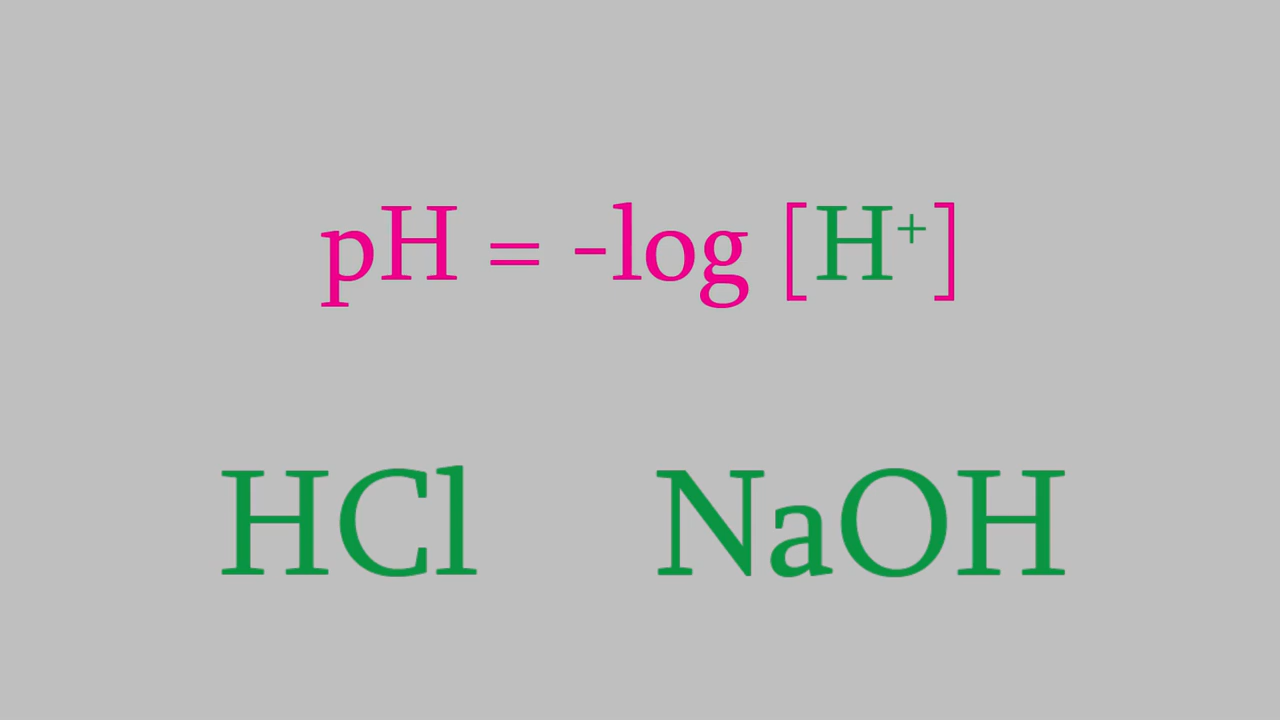 pH = -log [H⁺]
HCl NaOH